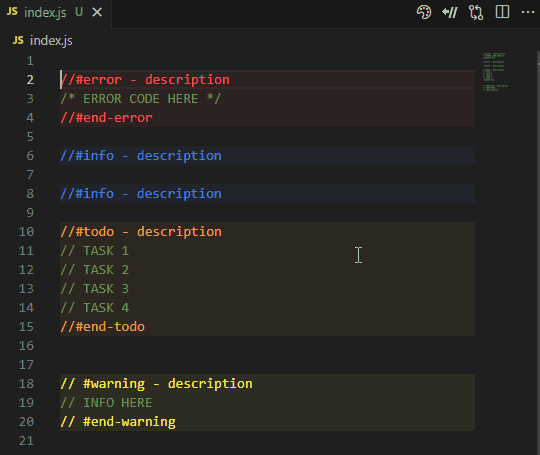 JS index.js U
JS index.js
1
2 //#error - description
3 /* ERROR CODE HERE */
4 //#end-error
5
6 //#info - description
7
8 //#info - description
9
10 //#todo - description
11 // TASK 1
12 // TASK 2
13 // TASK 3
14 // TASK 4
15 //#end-todo
16
17
18 // #warning - description
19 // INFO HERE
20 // #end-warning
21